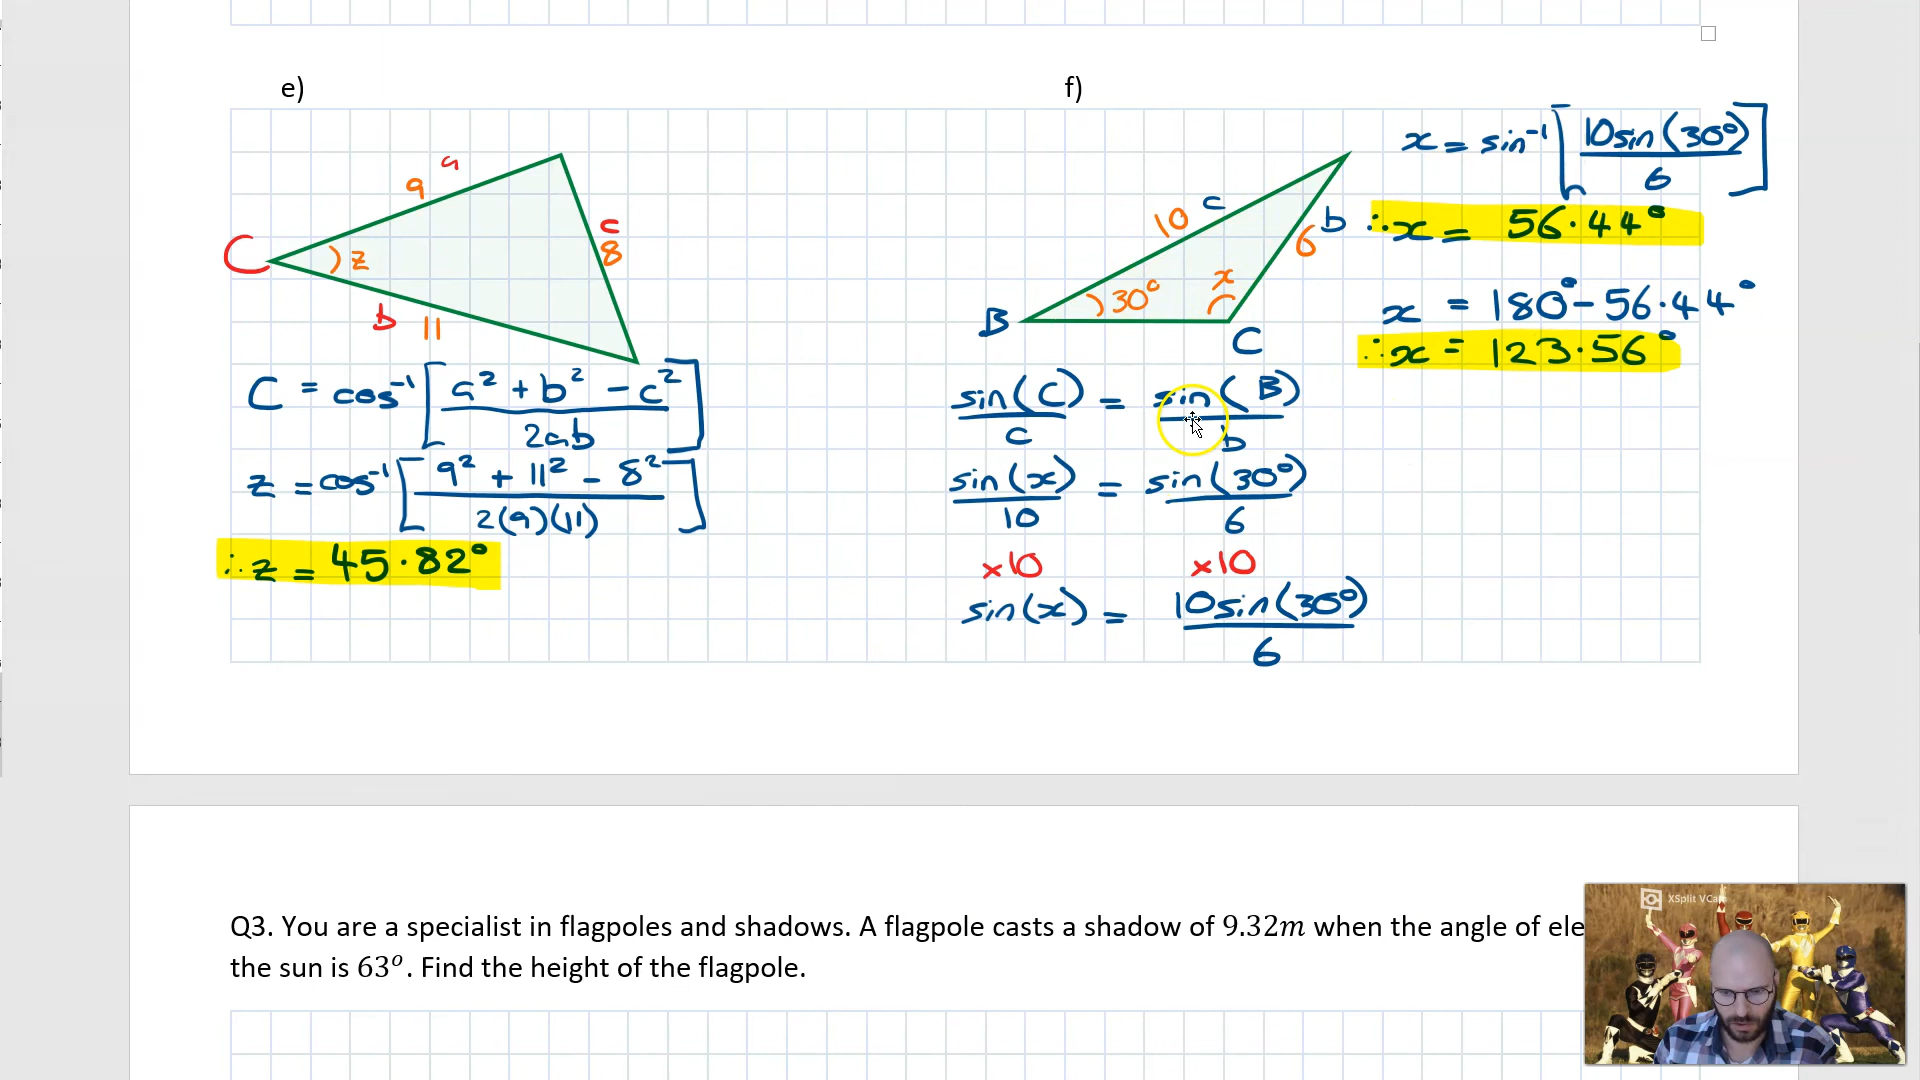 e)
a
9
c
8
C
z
b
11
C = cos⁻¹[a² + b² - c² / 2ab]
z = cos⁻¹[9² + 11² - 8² / 2(9)(11)]
∴ z = 45.82°
f)
c
10
b
6
x
30°
B
C
sin(C)/c = sin(B)/b
sin(x)/10 = sin(30°)/6
×10 ×10
sin(x) = 10sin(30°)/6
x = sin⁻¹[10sin(30°)/6]
∴ x = 56.44°
x = 180° - 56.44°
∴ x = 123.56°
Q3. You are a specialist in flagpoles and shadows. A flagpole casts a shadow of 9.32m when the angle of ele
the sun is 63°. Find the height of the flagpole.
XSplit VCam